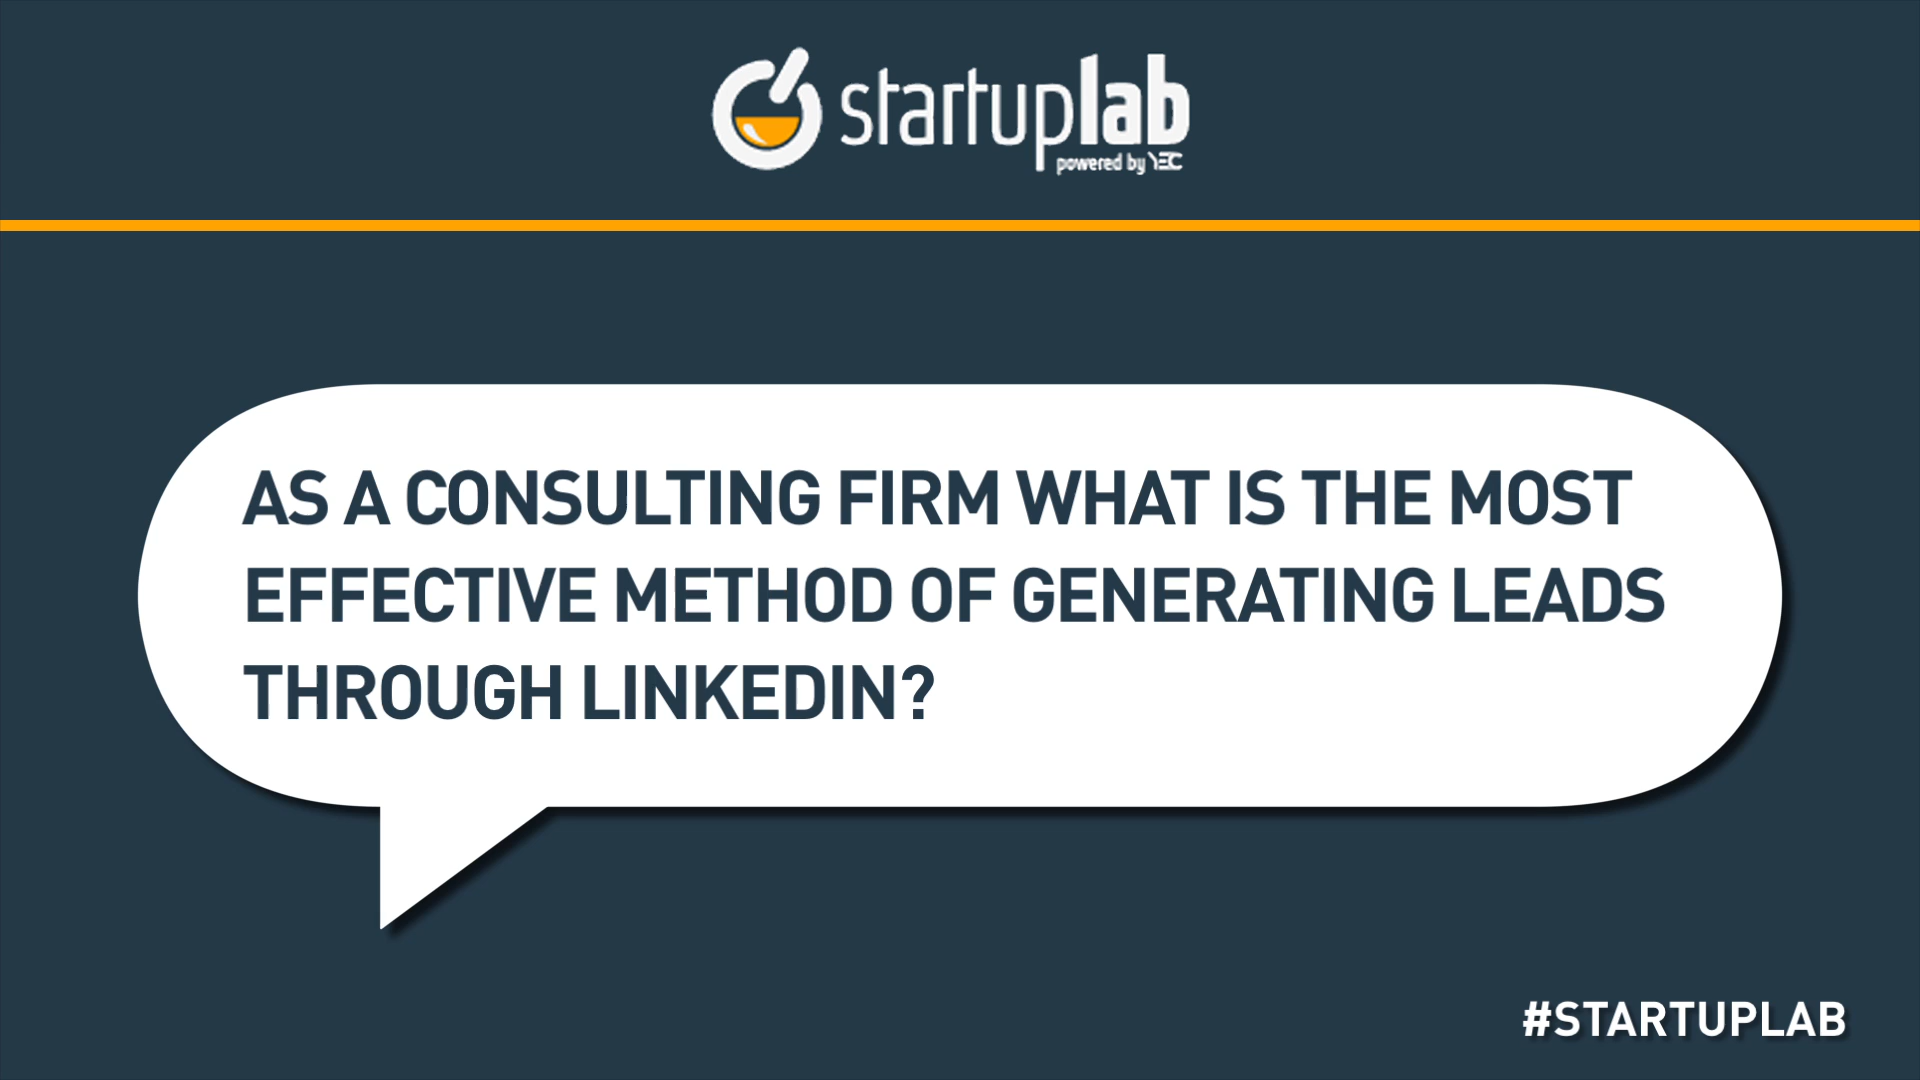 startuplab
powered by YEC
AS A CONSULTING FIRM WHAT IS THE MOST
EFFECTIVE METHOD OF GENERATING LEADS
THROUGH LINKEDIN?
#STARTUPLAB